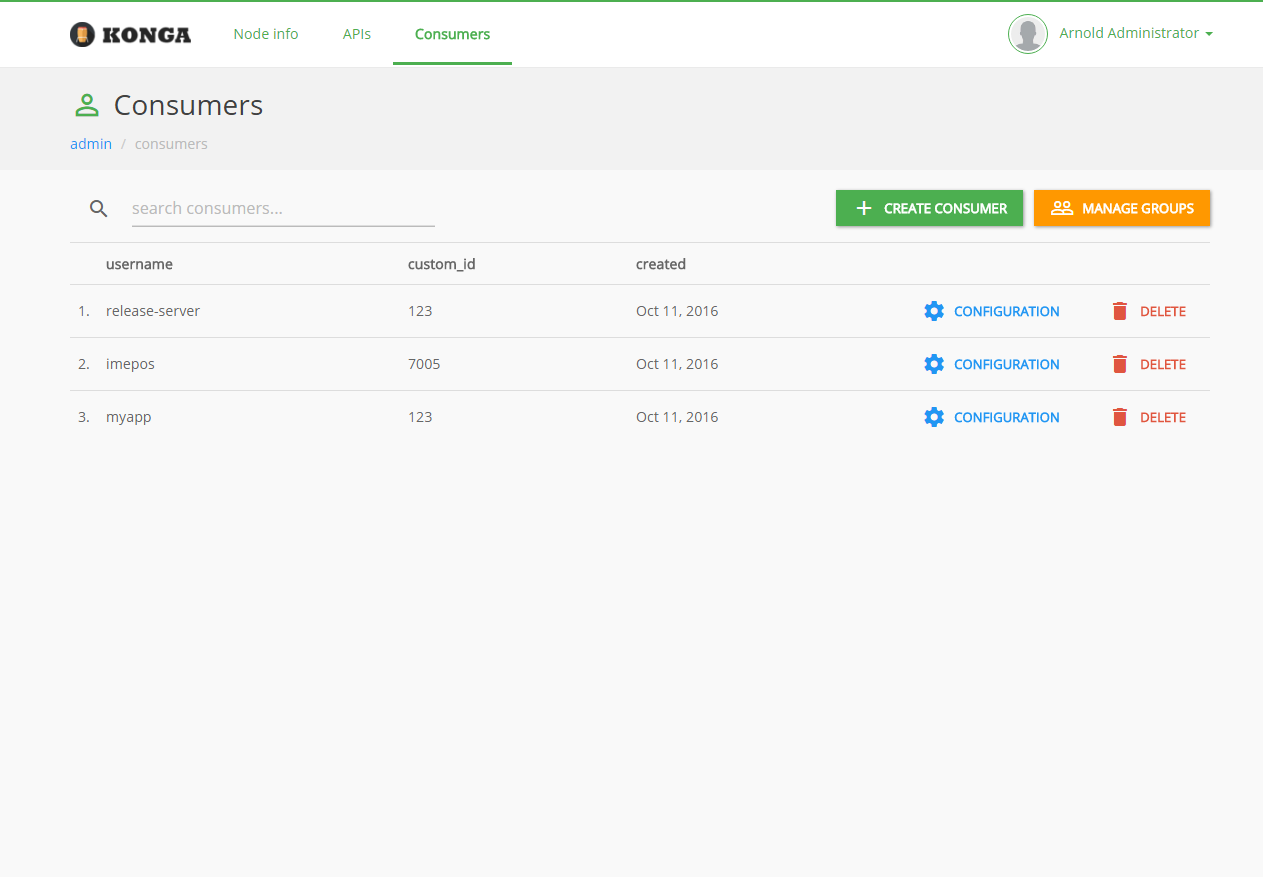 KONGA Node info APIs Consumers Arnold Administrator
Consumers
admin / consumers
search consumers... CREATE CONSUMER MANAGE GROUPS
username custom_id created
1. release-server 123 Oct 11, 2016 CONFIGURATION DELETE
2. imepos 7005 Oct 11, 2016 CONFIGURATION DELETE
3. myapp 123 Oct 11, 2016 CONFIGURATION DELETE